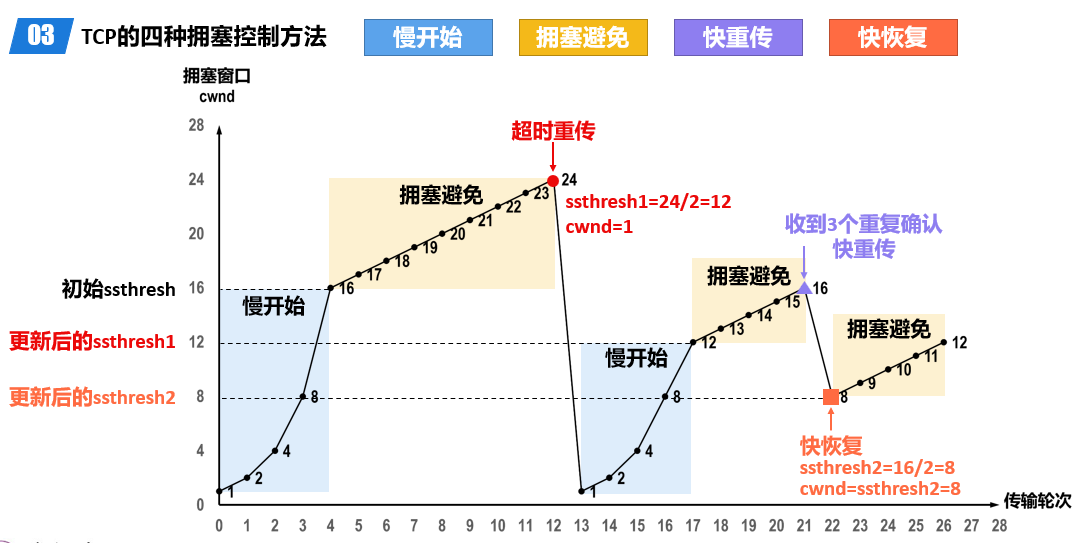 03 TCP的四种拥塞控制方法 慢开始 拥塞避免 快重传 快恢复
拥塞窗口
cwnd
28
超时重传
24 拥塞避免 24
23
ssthresh1=24/2=12
22
cwnd=1
21
收到3个重复确认
快重传
20 20
19
18
17
拥塞避免
初始ssthresh 16 16 16
慢开始
15
14
13
拥塞避免
更新后的ssthresh1 12 12 12
慢开始
11
10
9
更新后的ssthresh2 8 8 8 8
快恢复
ssthresh2=16/2=8
cwnd=ssthresh2=8
4 4 4
2 2
1 1
0
传输轮次
0 1 2 3 4 5 6 7 8 9 10 11 12 13 14 15 16 17 18 19 20 21 22 23 24 25 26 27 28